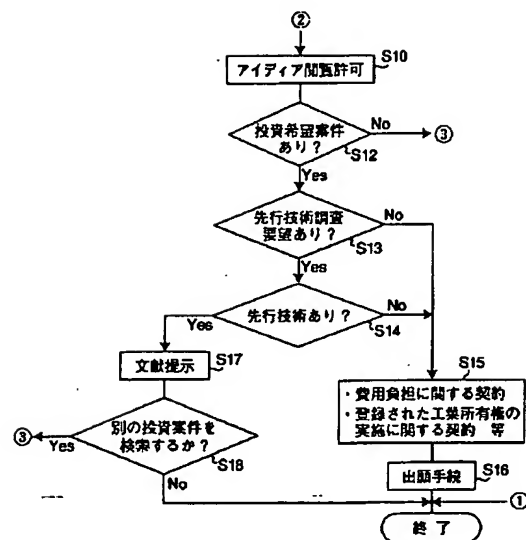 ②
アイディア閲覧許可
S10
投資希望案件
あり?
No
③
S12
Yes
先行技術調査
要望あり?
No
S13
Yes
先行技術あり?
No
S14
Yes
S17
文献提示
S15
・費用負担に関する契約
・登録された工業所有権の
実施に関する契約 等
別の投資案件を
検索するか?
③
Yes
S18
No
S16
出願手続
①
終了